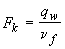 F_k = q_w / ν_f